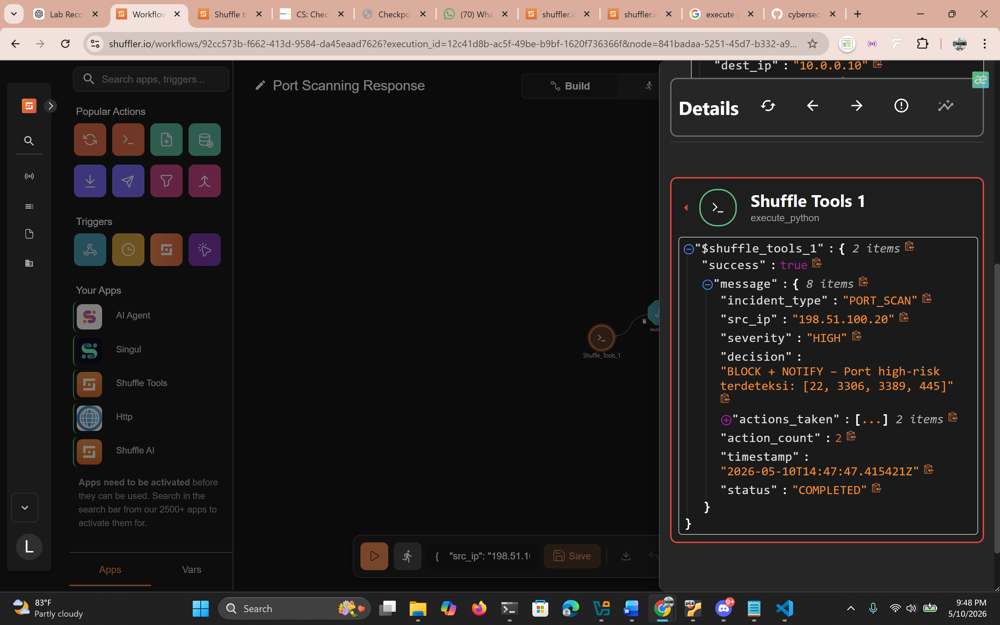 Lab Reco
Workflow
Shuffle t
CS: Chec
Checkpo
(70) Wha
shuffler.i
shuffler.i
execute
cybersec
shuffler.io/workflows/92cc573b-f662-413d-9584-da45eaad7626?execution_id=12c41d8b-ac5f-49be-b9bf-1620f736366f&node=841badaa-5251-45d7-b332-a9...
Search apps, triggers...
Popular Actions
Triggers
Your Apps
AI Agent
Singul
Shuffle Tools
Http
Shuffle AI
Apps need to be activated before
they can be used. Search in the
search bar from our 2500+ apps to
activate them for.
L
Apps
Vars
Port Scanning Response
Build
Shuffle_Tools_1
Web
{ "src_ip": "198.51.1
Save
"dest_ip" : "10.0.0.10"
æ
Details
Shuffle Tools 1
execute_python
"$shuffle_tools_1" : { 2 items
"success" : true
"message" : { 8 items
"incident_type" : "PORT_SCAN"
"src_ip" : "198.51.100.20"
"severity" : "HIGH"
"decision" :
"BLOCK + NOTIFY – Port high-risk
terdeteksi: [22, 3306, 3389, 445]"
"actions_taken" : [...] 2 items
"action_count" : 2
"timestamp" :
"2026-05-10T14:47:47.415421Z"
"status" : "COMPLETED"
}
}
83°F
Partly cloudy
Search
x64
9+
9:48 PM
5/10/2026